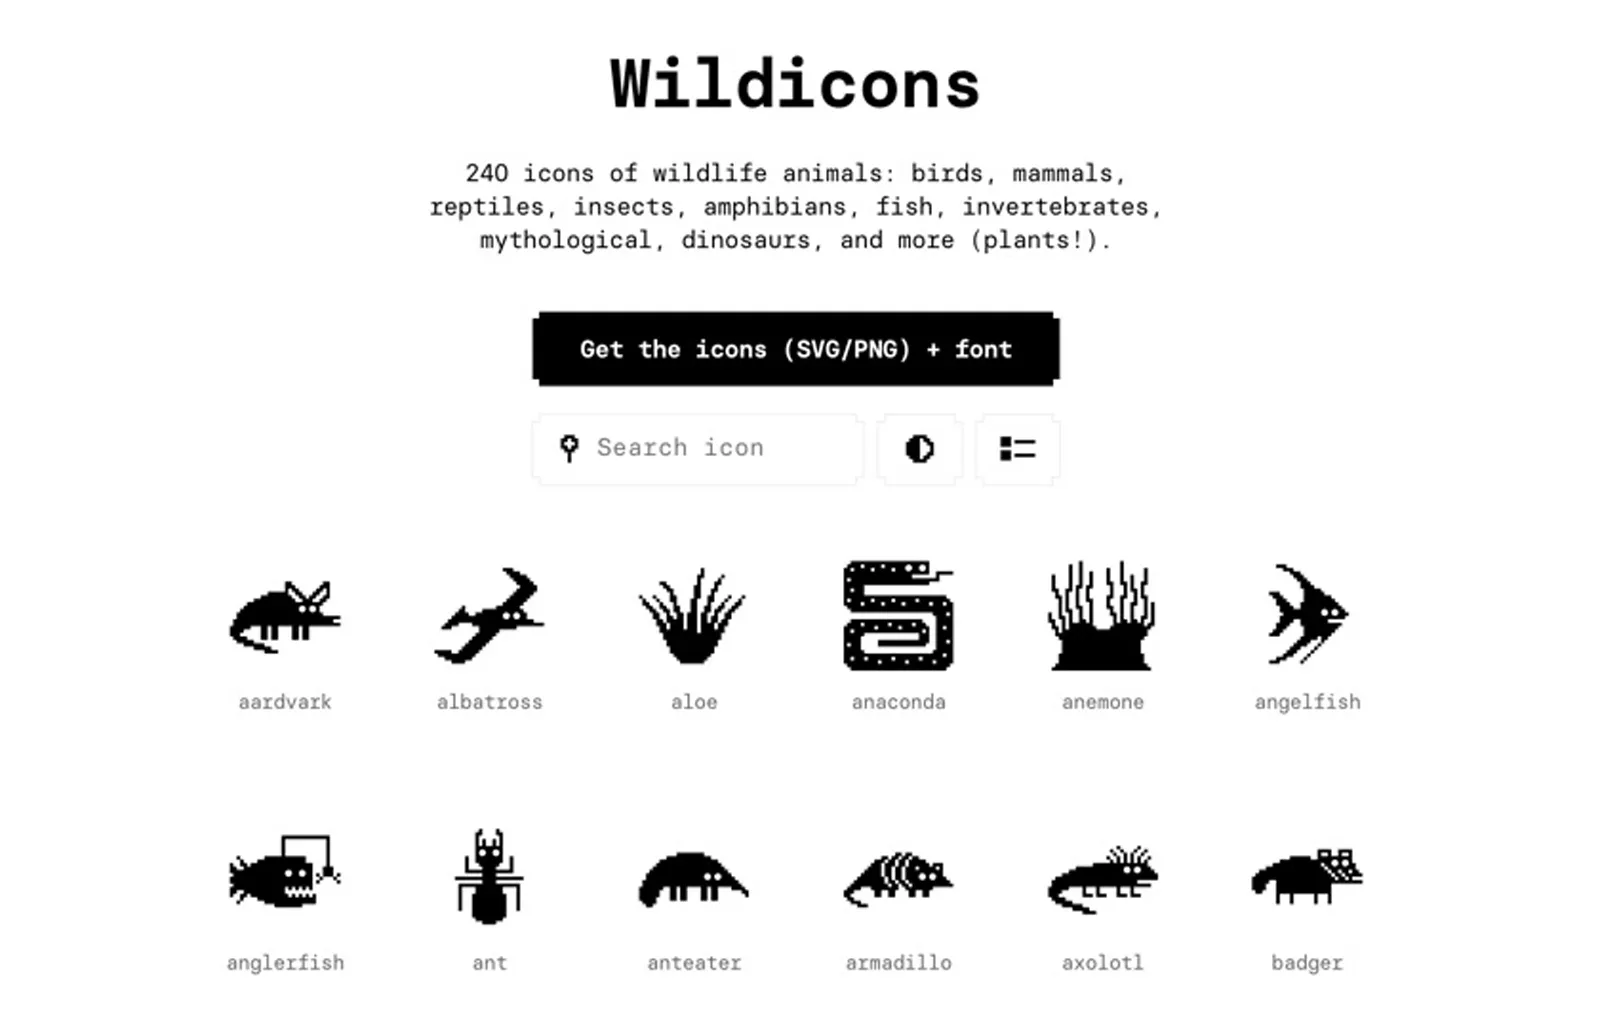 Wildicons
240 icons of wildlife animals: birds, mammals,
reptiles, insects, amphibians, fish, invertebrates,
mythological, dinosaurs, and more (plants!).
Get the icons (SVG/PNG) + font
Search icon
aardvark
albatross
aloe
anaconda
anemone
angelfish
anglerfish
ant
anteater
armadillo
axolotl
badger